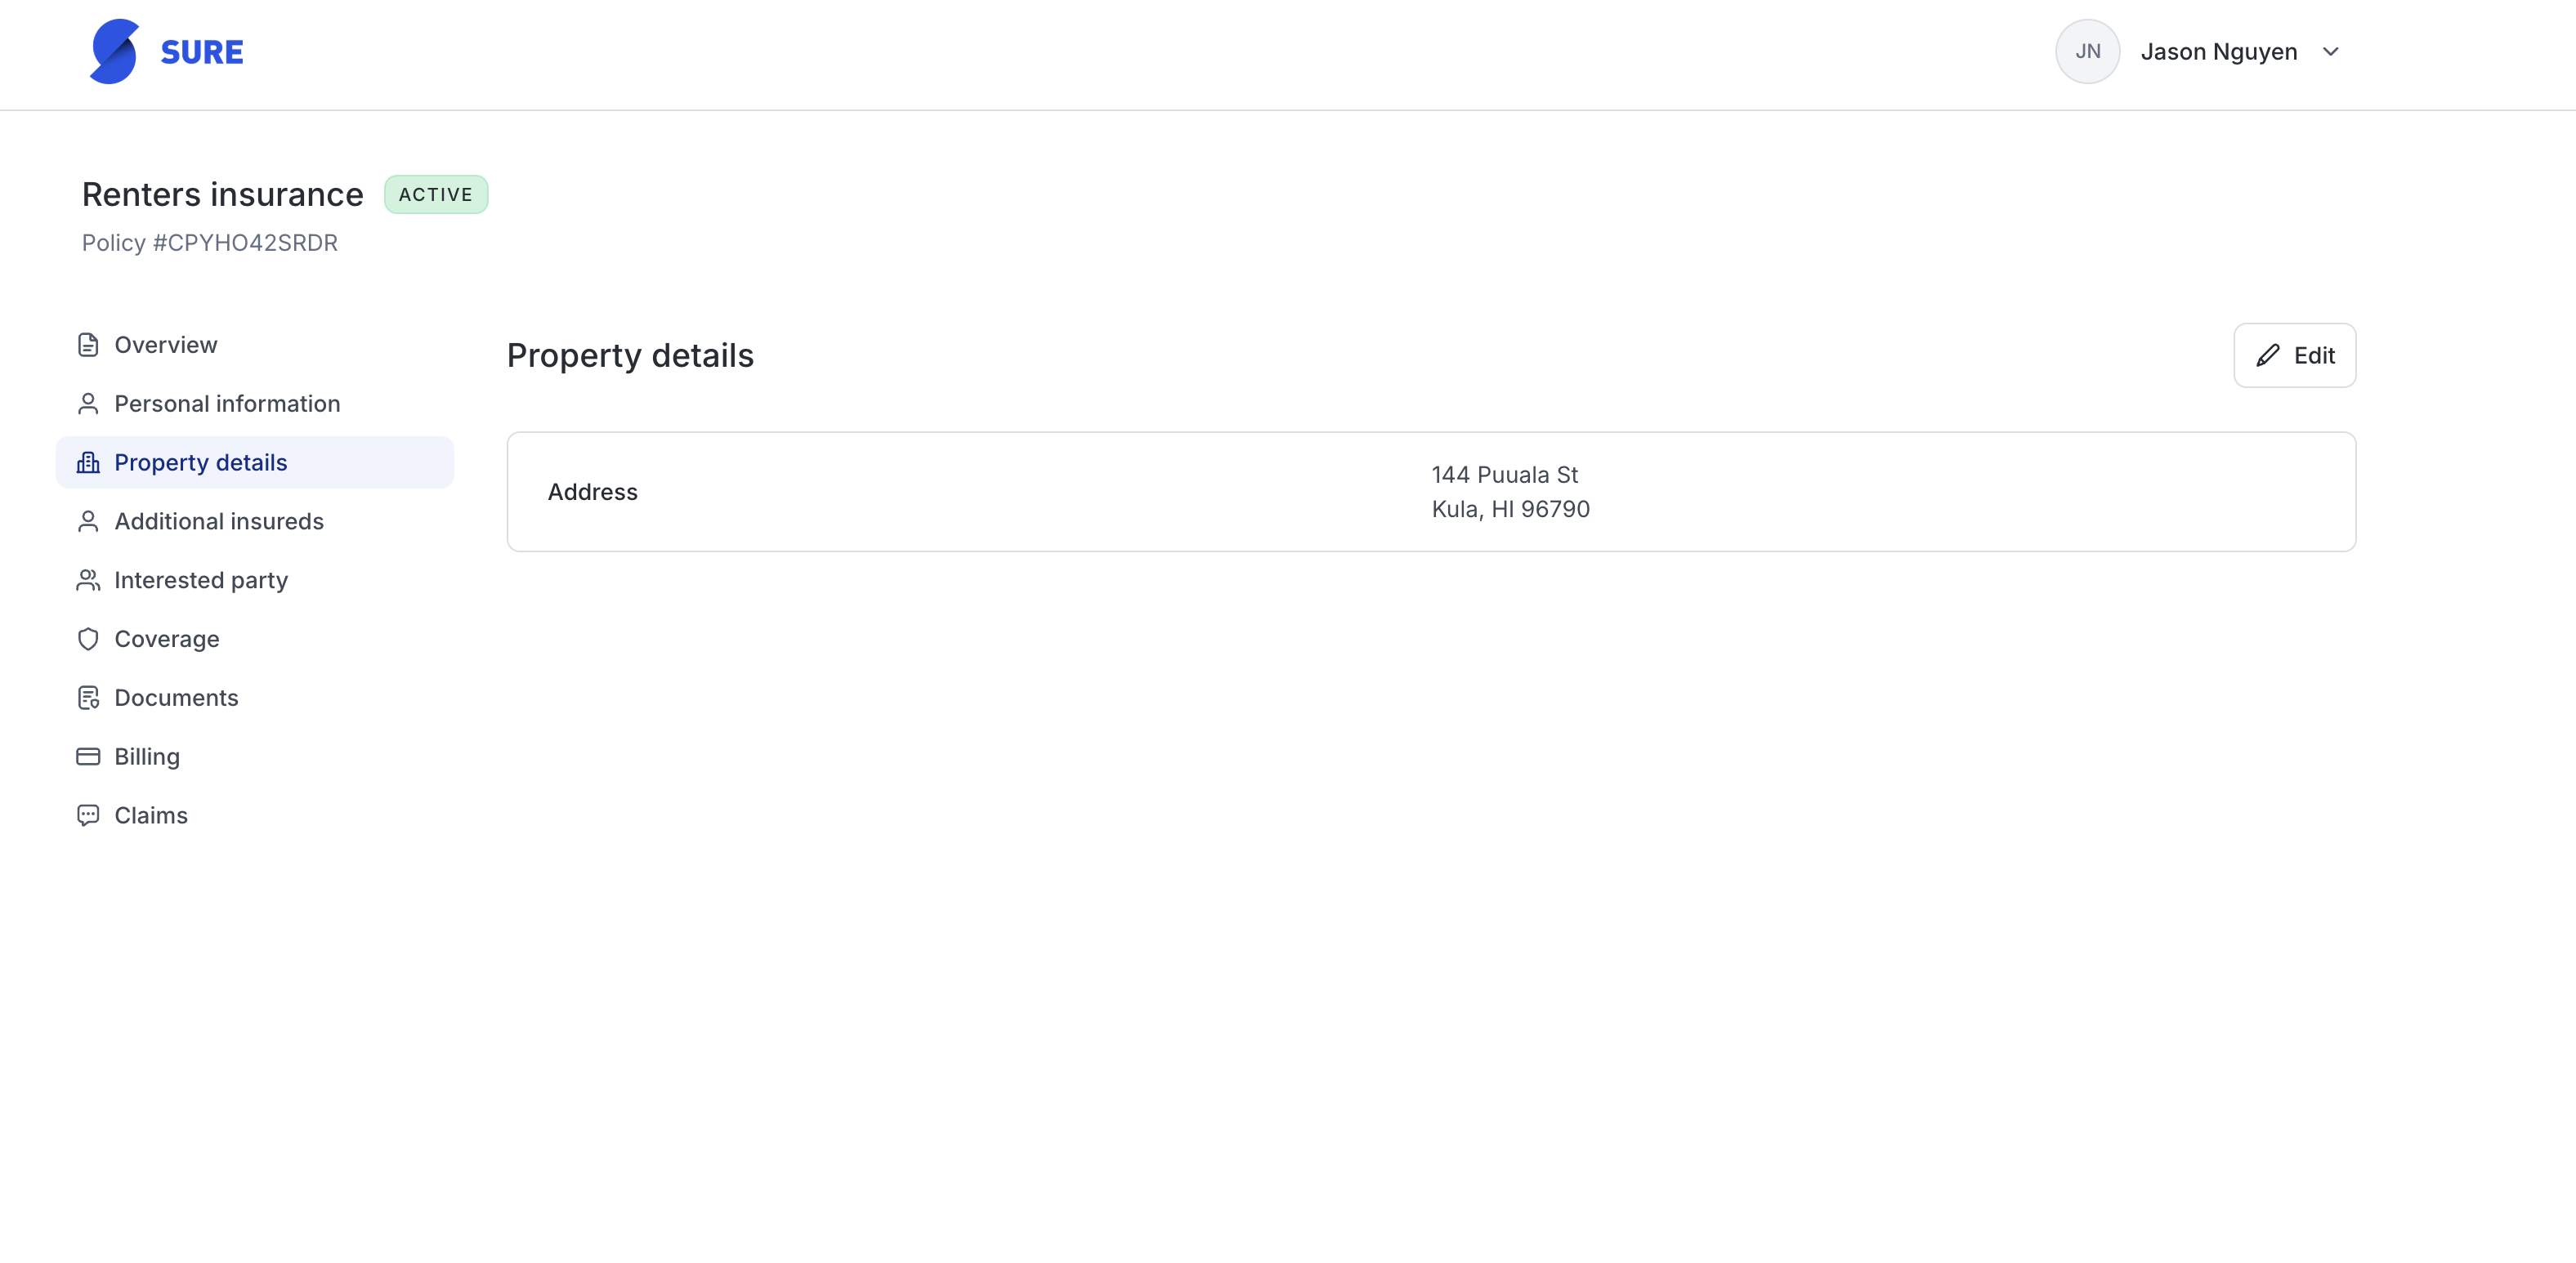 SURE
JN
Jason Nguyen
Renters insurance
ACTIVE
Policy #CPYHO42SRDR
Overview
Personal information
Property details
Additional insureds
Interested party
Coverage
Documents
Billing
Claims
Property details
Edit
Address
144 Puuala St
Kula, HI 96790